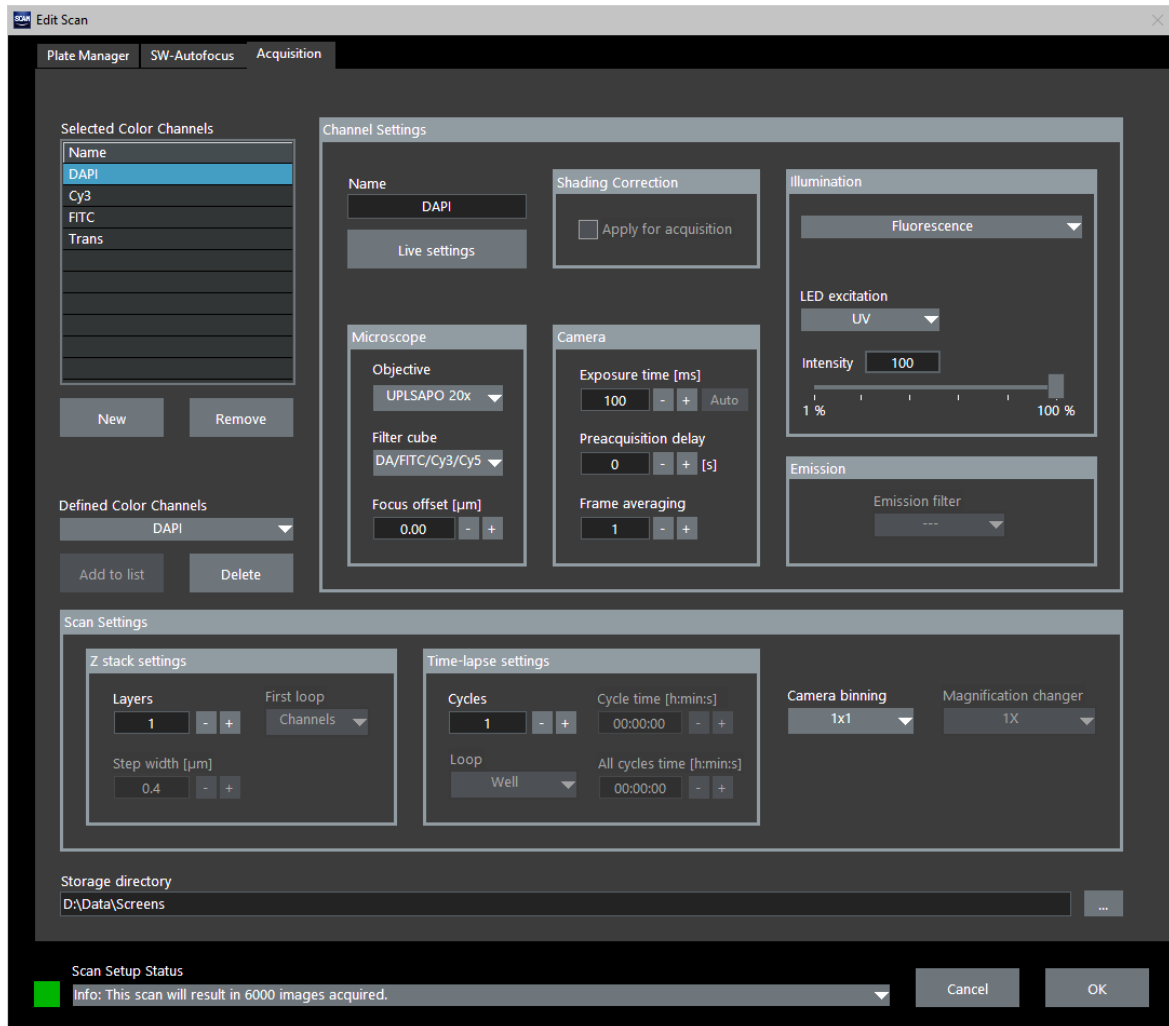 SCAN Edit Scan
Plate Manager SW-Autofocus Acquisition
Selected Color Channels
Name
DAPI
Cy3
FITC
Trans
New Remove
Defined Color Channels
DAPI
Add to list Delete
Channel Settings
Name
DAPI
Live settings
Shading Correction
Apply for acquisition
Microscope
Objective
UPLSAPO 20x
Filter cube
DA/FITC/Cy3/Cy5
Focus offset [µm]
0.00 - +
Camera
Exposure time [ms]
100 - + Auto
Preacquisition delay
0 - + [s]
Frame averaging
1 - +
Illumination
Fluorescence
LED excitation
UV
Intensity 100
1 % 100 %
Emission
Emission filter
---
Scan Settings
Z stack settings
Layers First loop
1 - + Channels
Step width [µm]
0.4 - +
Time-lapse settings
Cycles Cycle time [h:min:s]
1 - + 00:00:00 - +
Loop All cycles time [h:min:s]
Well 00:00:00 - +
Camera binning Magnification changer
1x1 1X
Storage directory
D:\Data\Screens ...
Scan Setup Status
Info: This scan will result in 6000 images acquired.
Cancel OK